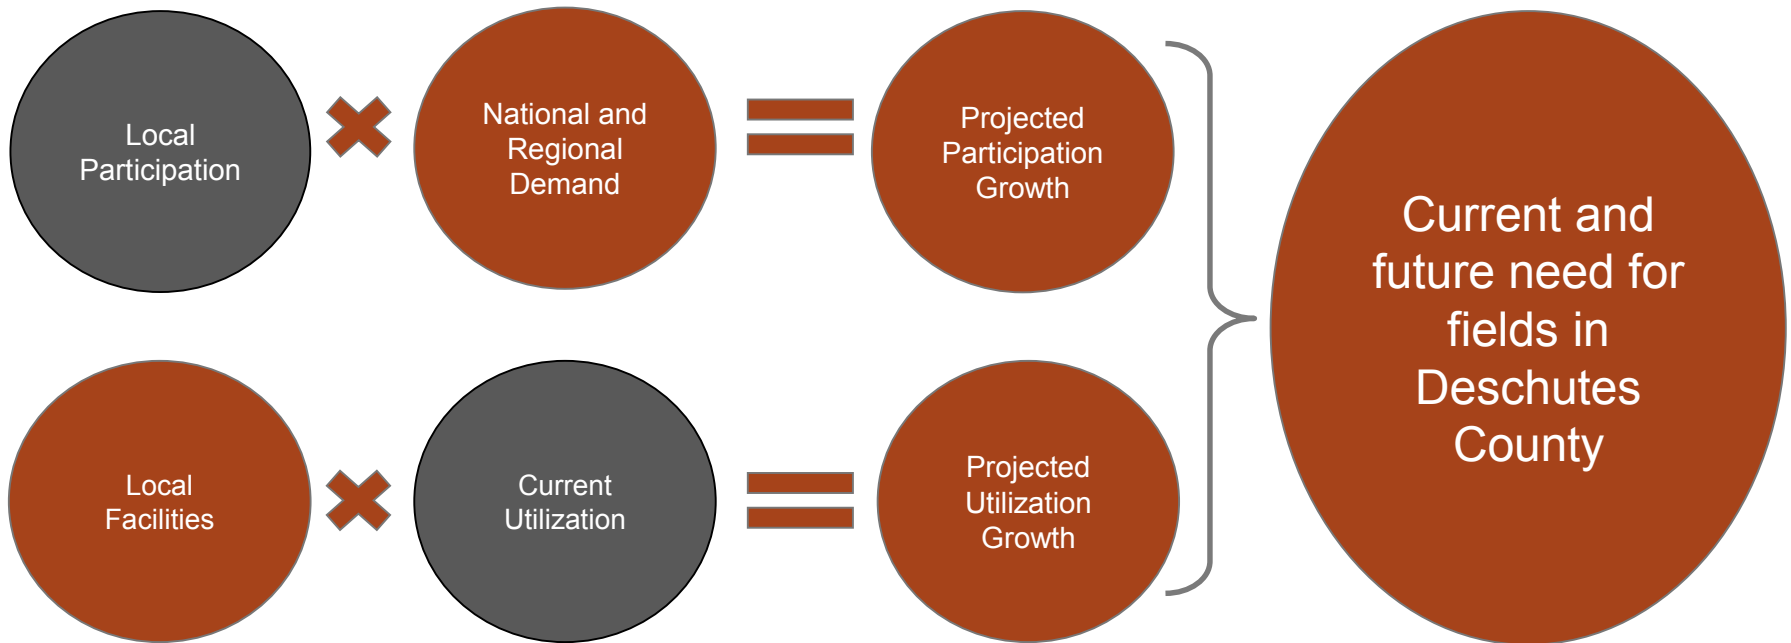 Local
Participation
National and
Regional
Demand
Projected
Participation
Growth
Local
Facilities
Current
Utilization
Projected
Utilization
Growth
Current and
future need for
fields in
Deschutes
County